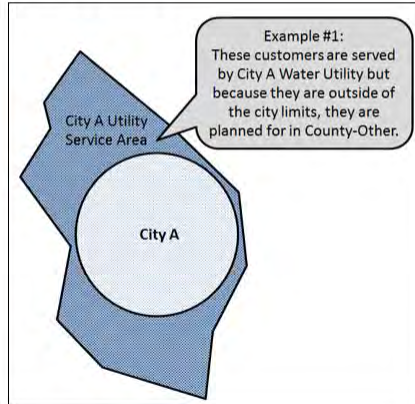 Example #1:
These customers are served
by City A Water Utility but
because they are outside of
the city limits, they are
planned for in County-Other.
City A Utility
Service Area
City A